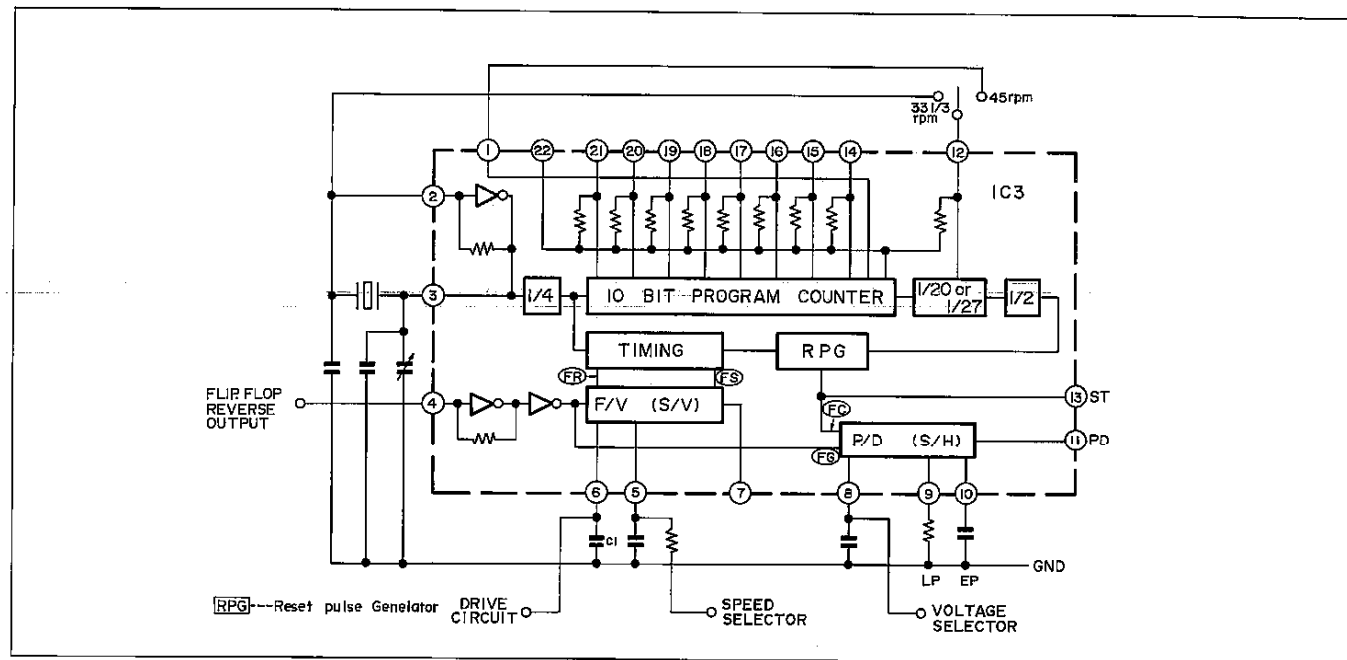 33 1/3
rpm
45rpm
1
22
21
20
19
18
17
16
15
14
12
IC3
2
3
1/4
10 BIT PROGRAM COUNTER
1/20 or
1/27
1/2
TIMING
RPG
FR
FS
FLIP FLOP
REVERSE
OUTPUT
4
F/V (S/V)
FC
13 ST
P/D (S/H)
11 PD
FG
6
5
7
8
9
10
C1
GND
LP
EP
RPG---Reset pulse Genelator
DRIVE
CIRCUIT
SPEED
SELECTOR
VOLTAGE
SELECTOR